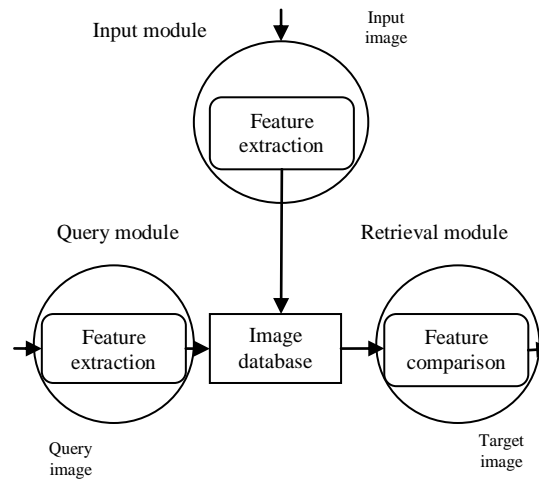 Input module
Input
image
Feature
extraction
Query module
Retrieval module
Feature
extraction
Image
database
Feature
comparison
Query
image
Target
image